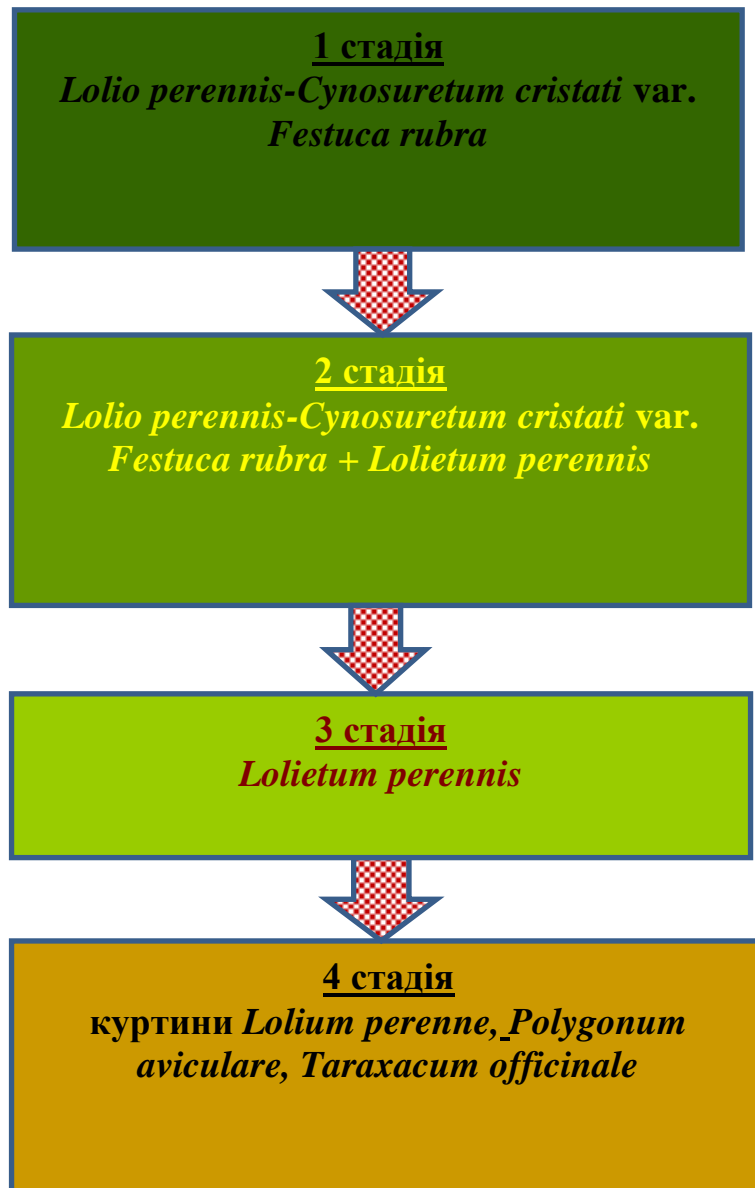 1 стадія
Lolio perennis-Cynosuretum cristati var.
Festuca rubra
2 стадія
Lolio perennis-Cynosuretum cristati var.
Festuca rubra + Lolietum perennis
3 стадія
Lolietum perennis
4 стадія
куртини Lolium perenne, Polygonum
aviculare, Taraxacum officinale